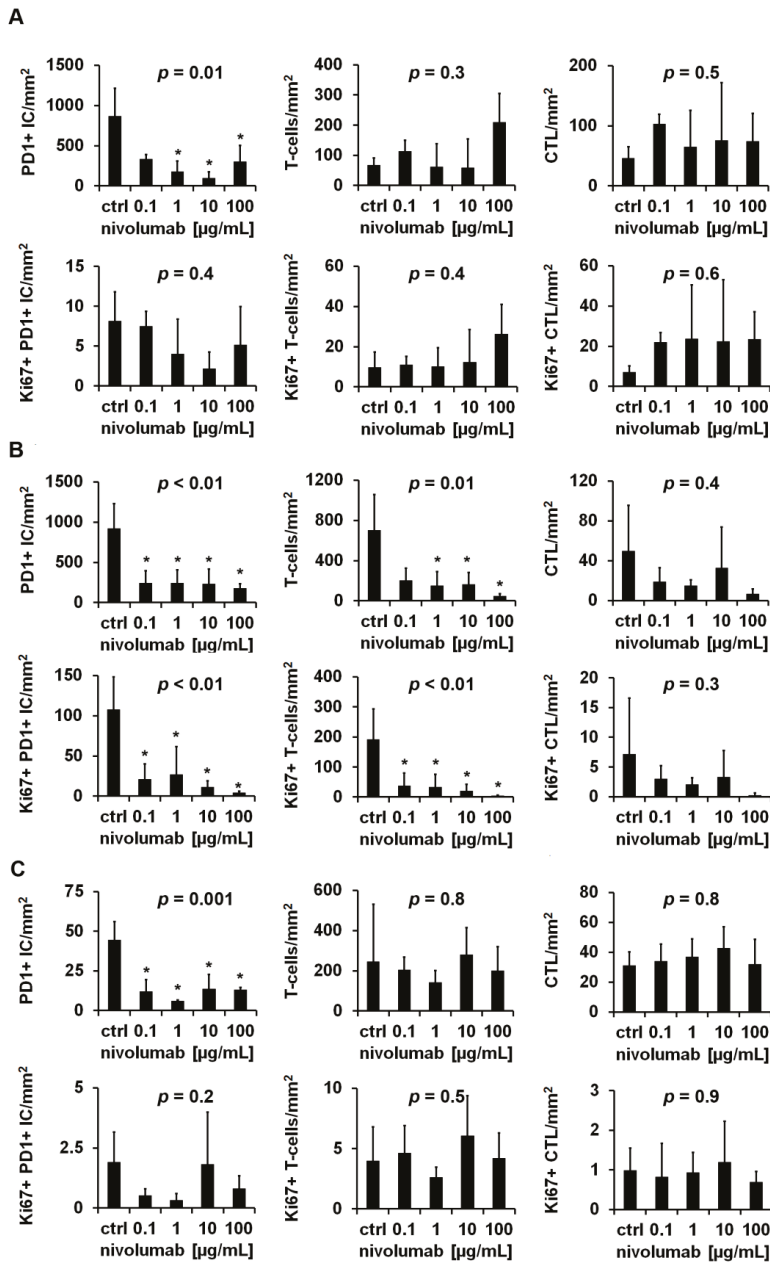 A
PD1+ IC/mm²
1500
1000
500
0
p = 0.01
*
*
*
ctrl 0.1 1 10 100
nivolumab [µg/mL]
T-cells/mm²
400
300
200
100
0
p = 0.3
ctrl 0.1 1 10 100
nivolumab [µg/mL]
CTL/mm²
200
100
0
p = 0.5
ctrl 0.1 1 10 100
nivolumab [µg/mL]
Ki67+ PD1+ IC/mm²
15
10
5
0
p = 0.4
ctrl 0.1 1 10 100
nivolumab [µg/mL]
Ki67+ T-cells/mm²
60
40
20
0
p = 0.4
ctrl 0.1 1 10 100
nivolumab [µg/mL]
Ki67+ CTL/mm²
60
40
20
0
p = 0.6
ctrl 0.1 1 10 100
nivolumab [µg/mL]
B
PD1+ IC/mm²
1500
1000
500
0
p < 0.01
* * * *
ctrl 0.1 1 10 100
nivolumab [µg/mL]
T-cells/mm²
1200
800
400
0
p = 0.01
* * *
ctrl 0.1 1 10 100
nivolumab [µg/mL]
CTL/mm²
120
80
40
0
p = 0.4
ctrl 0.1 1 10 100
nivolumab [µg/mL]
Ki67+ PD1+ IC/mm²
150
100
50
0
p < 0.01
* * * *
ctrl 0.1 1 10 100
nivolumab [µg/mL]
Ki67+ T-cells/mm²
400
300
200
100
0
p < 0.01
* * * *
ctrl 0.1 1 10 100
nivolumab [µg/mL]
Ki67+ CTL/mm²
20
15
10
5
0
p = 0.3
ctrl 0.1 1 10 100
nivolumab [µg/mL]
C
PD1+ IC/mm²
75
50
25
0
p = 0.001
* * * *
ctrl 0.1 1 10 100
nivolumab [µg/mL]
T-cells/mm²
600
400
200
0
p = 0.8
ctrl 0.1 1 10 100
nivolumab [µg/mL]
CTL/mm²
80
60
40
20
0
p = 0.8
ctrl 0.1 1 10 100
nivolumab [µg/mL]
Ki67+ PD1+ IC/mm²
5
2.5
0
p = 0.2
ctrl 0.1 1 10 100
nivolumab [µg/mL]
Ki67+ T-cells/mm²
10
5
0
p = 0.5
ctrl 0.1 1 10 100
nivolumab [µg/mL]
Ki67+ CTL/mm²
3
2
1
0
p = 0.9
ctrl 0.1 1 10 100
nivolumab [µg/mL]